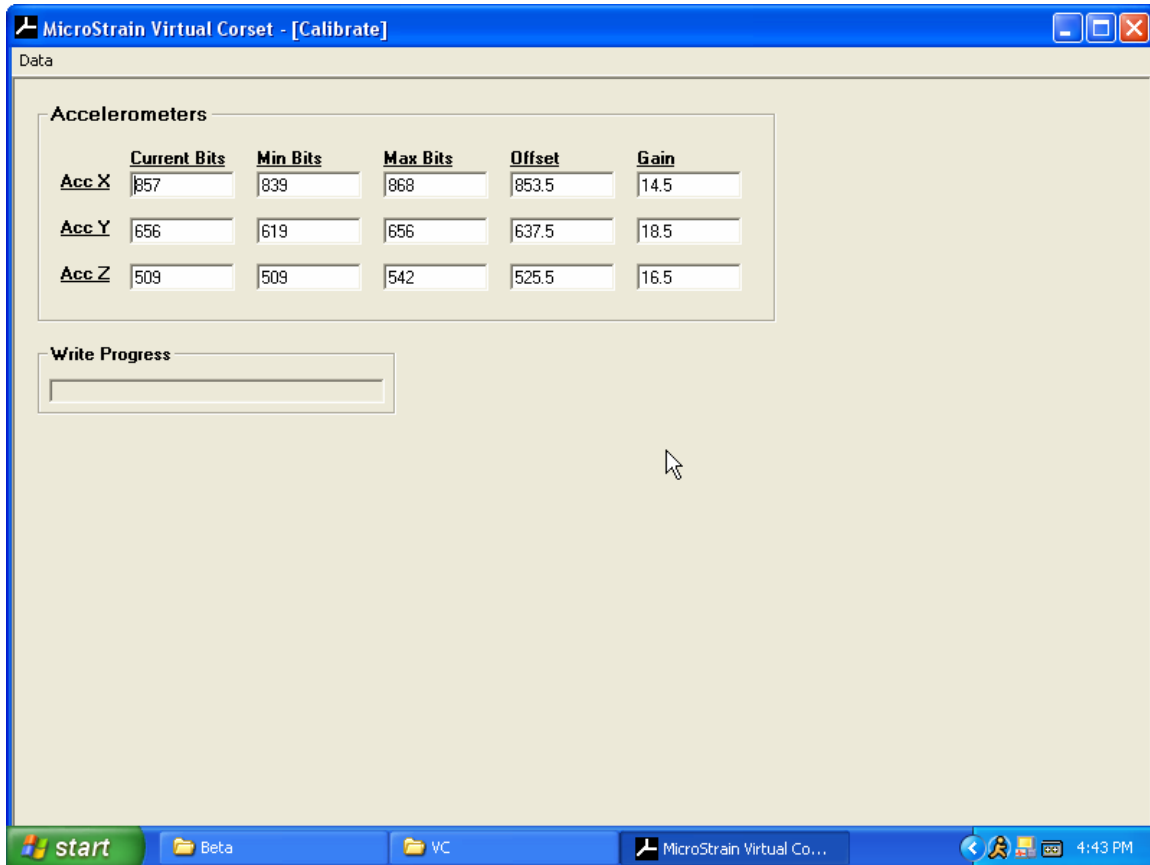 MicroStrain Virtual Corset - [Calibrate]
Data
Accelerometers
Current Bits Min Bits Max Bits Offset Gain
Acc X 857 839 868 853.5 14.5
Acc Y 656 619 656 637.5 18.5
Acc Z 509 509 542 525.5 16.5
Write Progress
start Beta VC MicroStrain Virtual Co... 4:43 PM